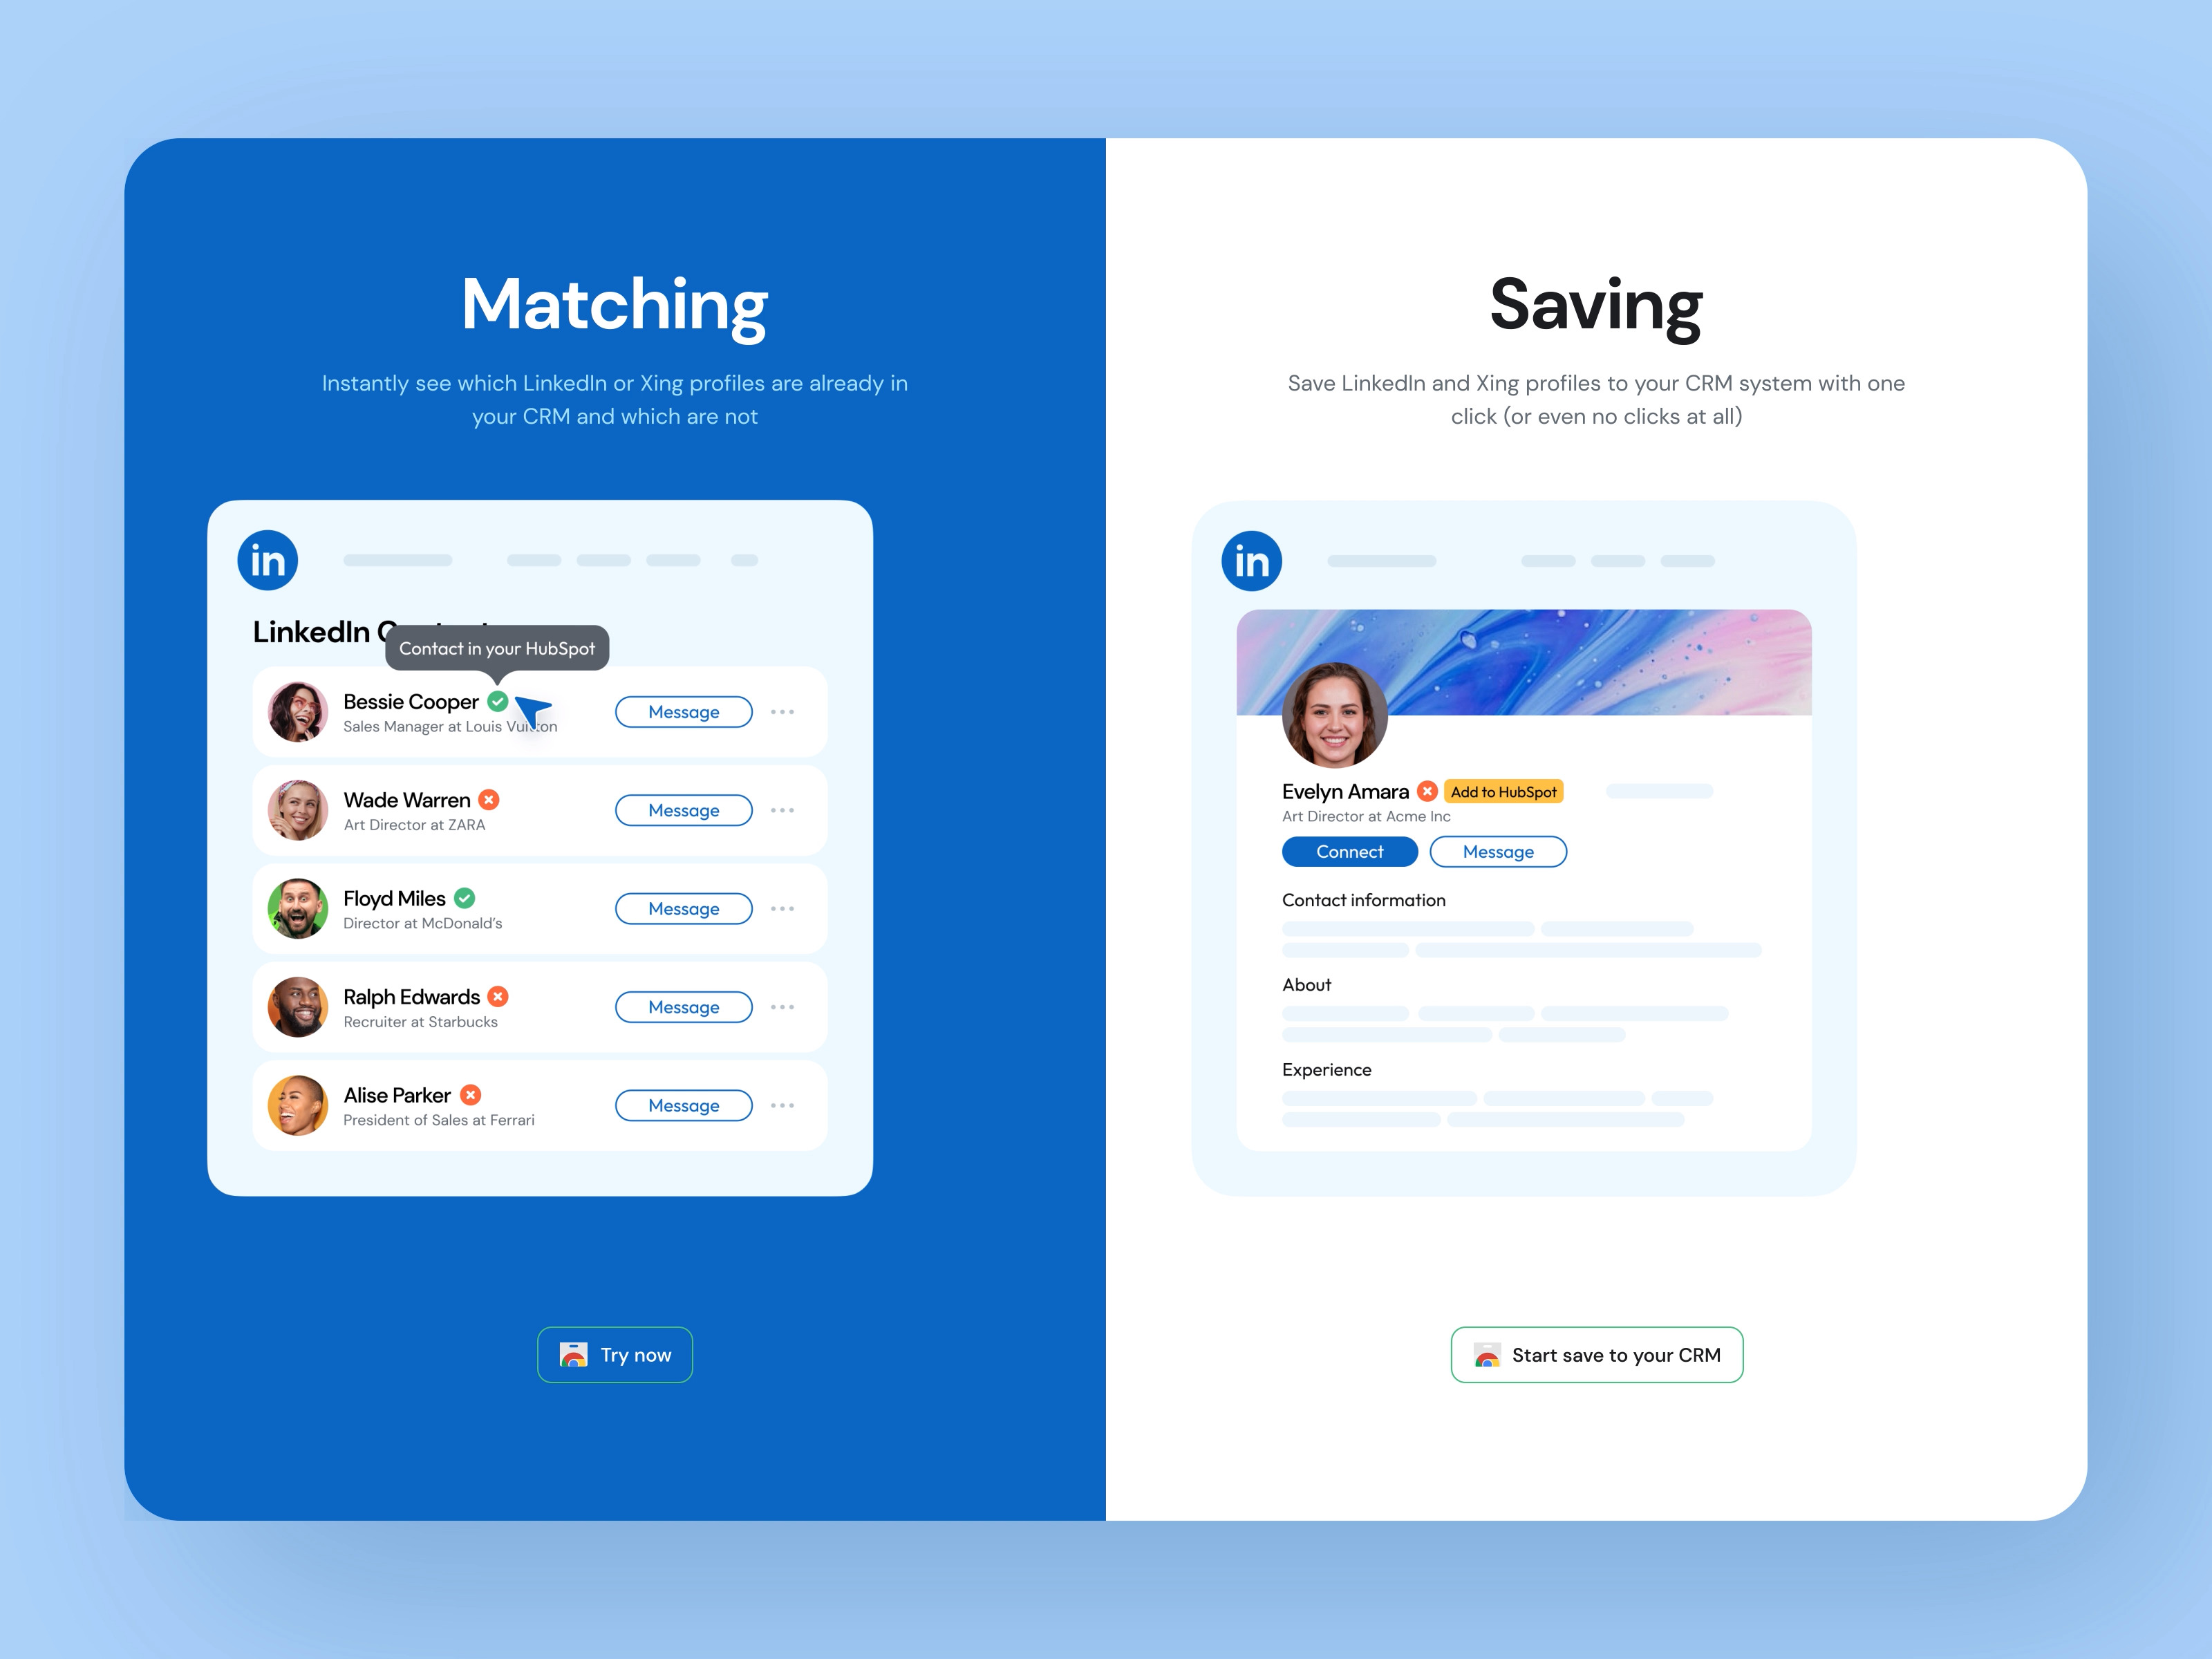 Matching
Instantly see which LinkedIn or Xing profiles are already in
your CRM and which are not
in
LinkedIn
Contact in your HubSpot
Bessie Cooper
Sales Manager at Louis Vuitton
Message
Wade Warren
Art Director at ZARA
Message
Floyd Miles
Director at McDonald's
Message
Ralph Edwards
Recruiter at Starbucks
Message
Alise Parker
President of Sales at Ferrari
Message
Try now
Saving
Save LinkedIn and Xing profiles to your CRM system with one
click (or even no clicks at all)
in
Evelyn Amara
Add to HubSpot
Art Director at Acme Inc
Connect
Message
Contact information
About
Experience
Start save to your CRM